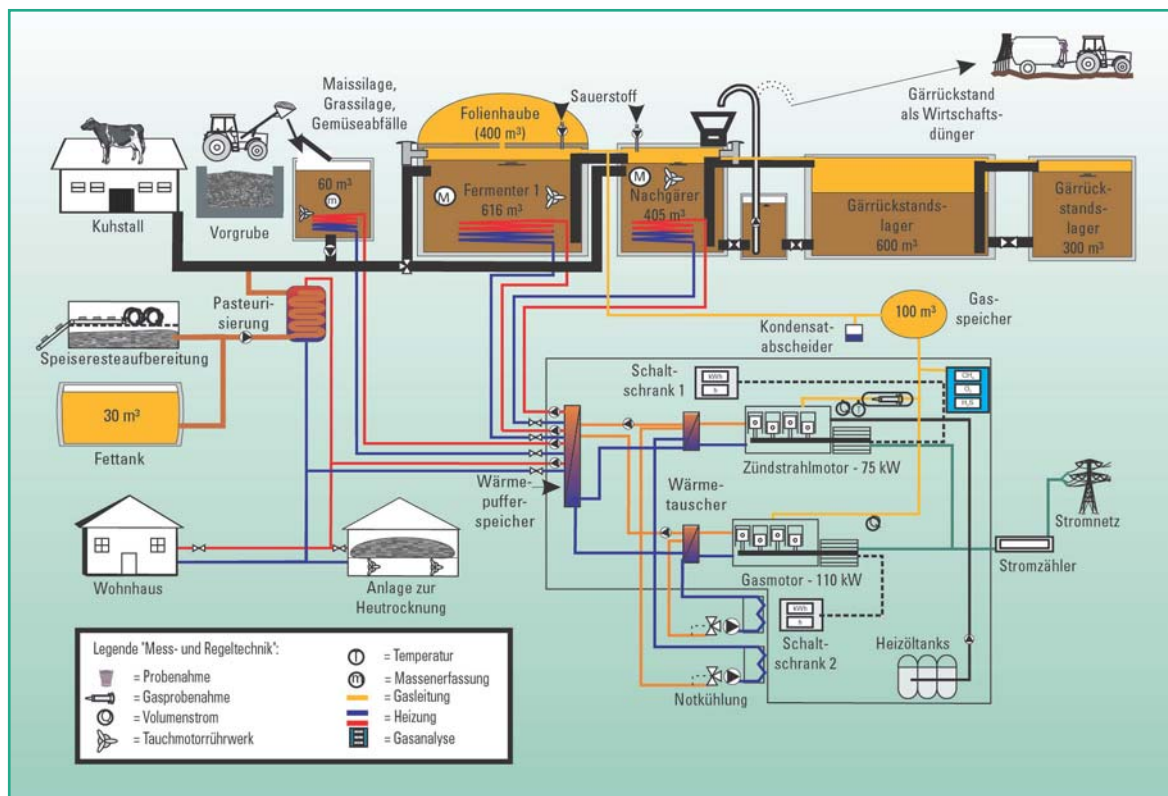 Maissilage,
Grassilage,
Gemüseabfälle
Folienhaube
(400 m³)
Sauerstoff
Gärrückstand
als Wirtschafts-
dünger
Kuhstall
Vorgrube
60 m³
m
M
Fermenter 1
616 m³
M
Nachgärer
405 m³
Gärrückstands-
lager
600 m³
Gärrück-
stands-
lager
300 m³
Pasteuri-
sierung
Speiseresteaufbereitung
30 m³
Fettank
Kondensat-
abscheider
100 m³
Gas-
speicher
Schalt-
schrank 1
kWh
h
CH₄
O₂
H₂S
T
Zündstrahlmotor - 75 kW
Wärme-
pufferspeicher
Wärme-
tauscher
Gasmotor - 110 kW
Stromnetz
Stromzähler
Wohnhaus
Anlage zur
Heutrocknung
kWh
h
Schalt-
schrank 2
Heizöltanks
Notkühlung
Legende "Mess- und Regeltechnik":
= Probenahme
= Gasprobenahme
= Volumenstrom
= Tauchmotorrührwerk
T = Temperatur
m = Massenerfassung
= Gasleitung
= Heizung
= Gasanalyse